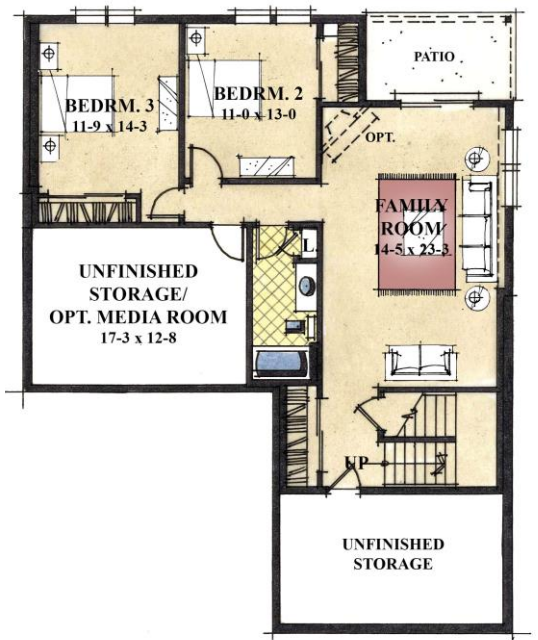 PATIO
BEDRM. 3
11-9 x 14-3
BEDRM. 2
11-0 x 13-0
OPT.
FAMILY
ROOM
14-5 x 23-3
L.
UNFINISHED
STORAGE/
OPT. MEDIA ROOM
17-3 x 12-8
UP
UNFINISHED
STORAGE